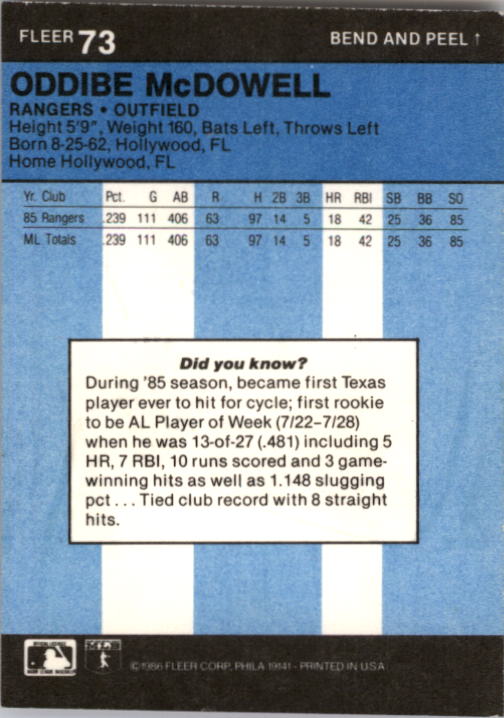 FLEER 73
BEND AND PEEL ↑
ODDIBE McDOWELL
RANGERS • OUTFIELD
Height 5'9", Weight 160, Bats Left, Throws Left
Born 8-25-62, Hollywood, FL
Home Hollywood, FL
Yr. Club Pct. G AB R H 2B 3B HR RBI SB BB SO
85 Rangers .239 111 406 63 97 14 5 18 42 25 36 85
ML Totals .239 111 406 63 97 14 5 18 42 25 36 85
Did you know?
During '85 season, became first Texas
player ever to hit for cycle; first rookie
to be AL Player of Week (7/22–7/28)
when he was 13-of-27 (.481) including 5
HR, 7 RBI, 10 runs scored and 3 game-
winning hits as well as 1.148 slugging
pct . . . Tied club record with 8 straight
hits.
©1986 FLEER CORP. PHILA 19141 - PRINTED IN U.S.A.